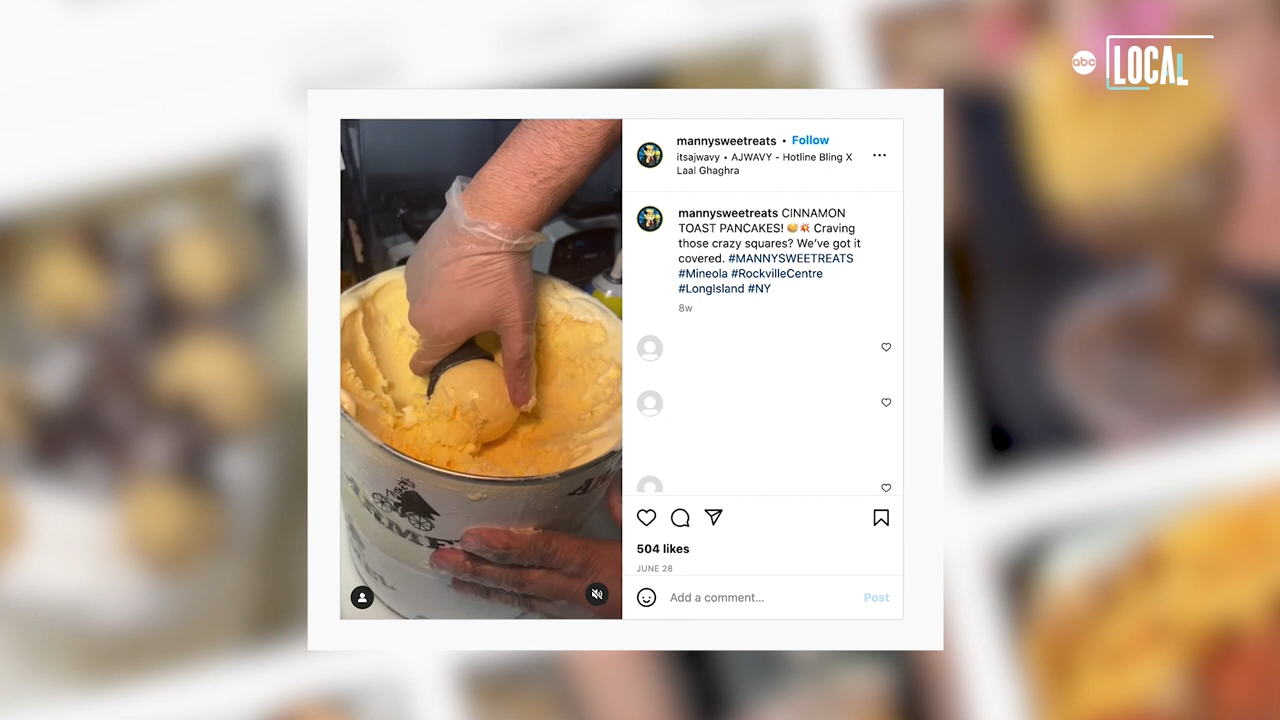 abc LOCAL
mannysweetreats • Follow
itsajwavy • AJWAVY - Hotline Bling X
Laal Ghaghra
mannysweetreats CINNAMON
TOAST PANCAKES! 🥞💥 Craving
those crazy squares? We've got it
covered. #MANNYSWEETREATS
#Mineola #RockvilleCentre
#LongIsland #NY
8w
504 likes
JUNE 28
Add a comment... Post